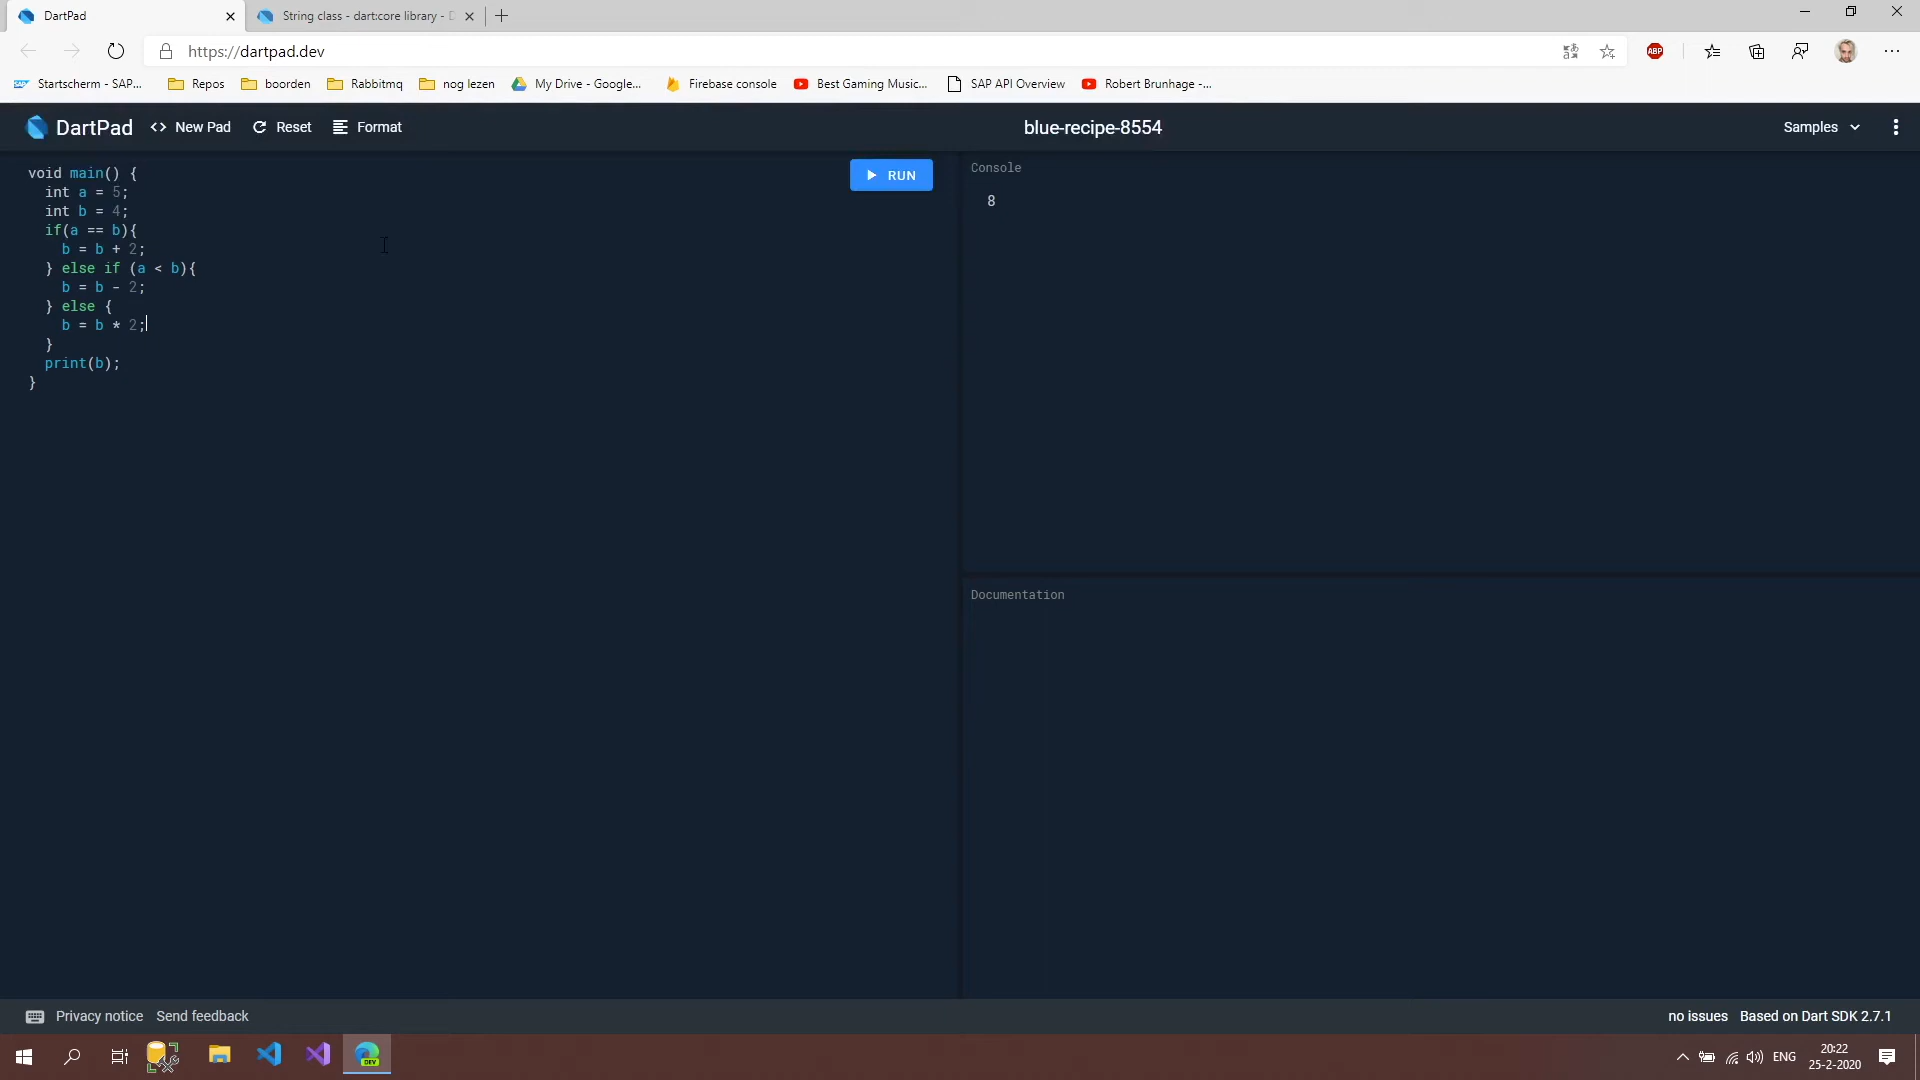 DartPad
String class - dart:core library - D
https://dartpad.dev
ABP
SAP Startscherm - SAP...
Repos
boorden
Rabbitmq
nog lezen
My Drive - Google...
Firebase console
Best Gaming Music...
SAP API Overview
Robert Brunhage -...
DartPad
<> New Pad
Reset
Format
blue-recipe-8554
Samples
void main() {
  int a = 5;
  int b = 4;
  if(a == b){
    b = b + 2;
  } else if (a < b){
    b = b - 2;
  } else {
    b = b * 2;
  }
  print(b);
}
RUN
Console
8
Documentation
Privacy notice
Send feedback
no issues
Based on Dart SDK 2.7.1
DEV
ENG
20:22
25-2-2020